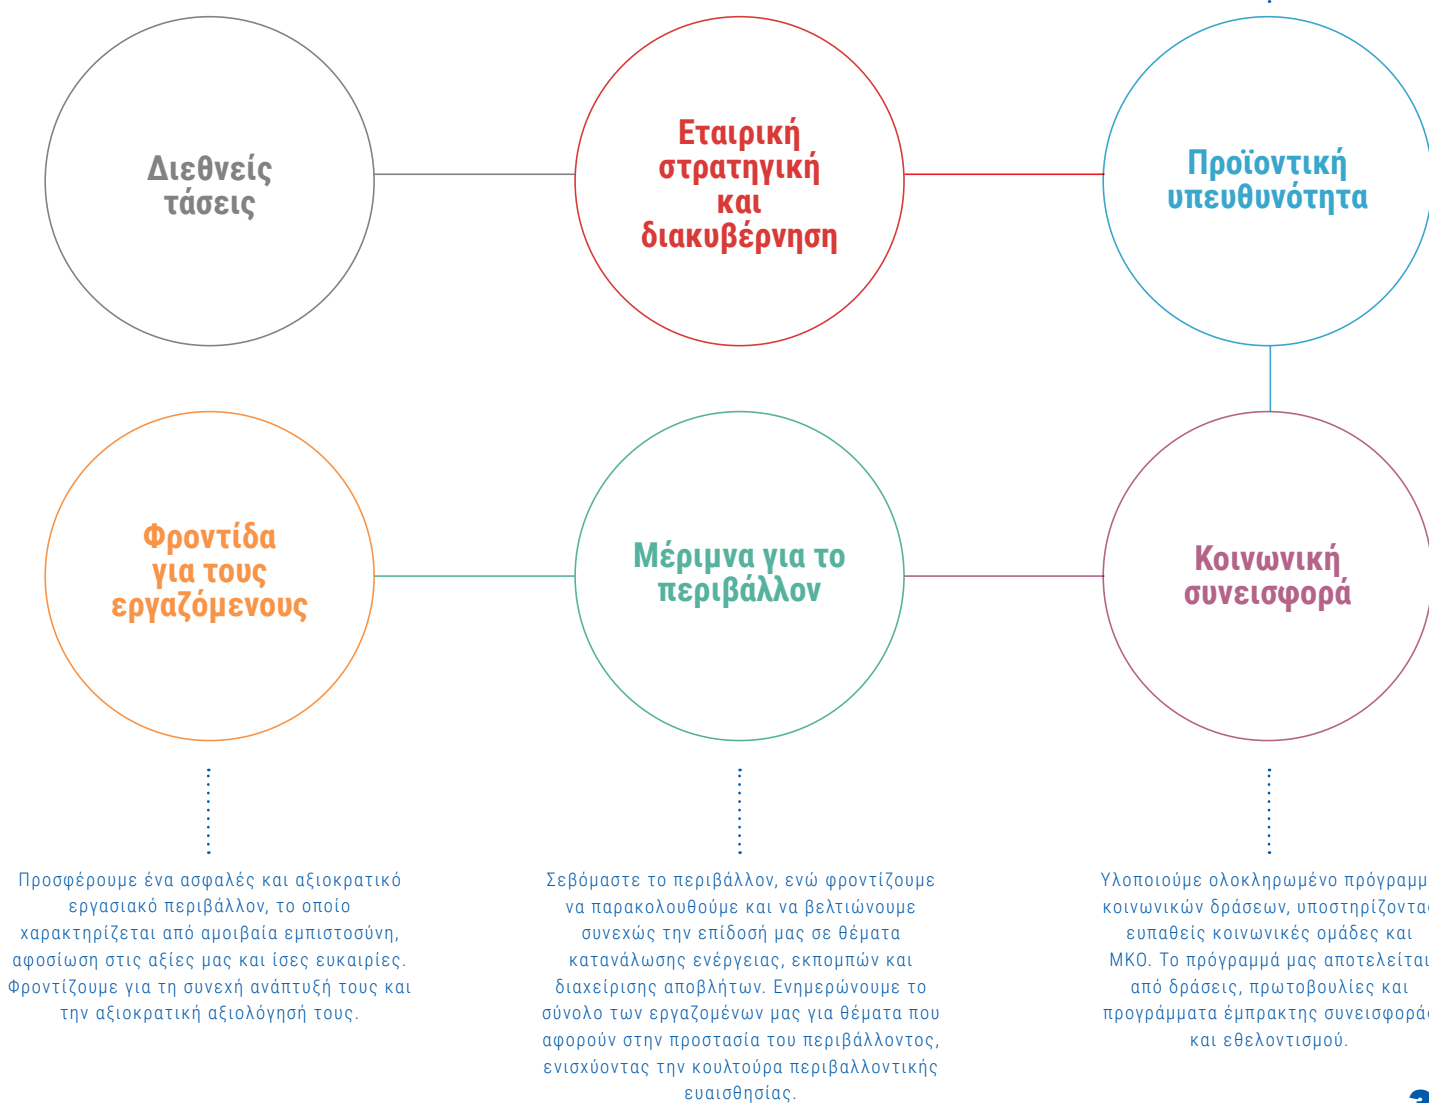 Διεθνείς
τάσεις
Εταιρική
στρατηγική
και
διακυβέρνηση
Προϊοντική
υπευθυνότητα
Φροντίδα
για τους
εργαζόμενους
Μέριμνα για το
περιβάλλον
Κοινωνική
συνεισφορά
Προσφέρουμε ένα ασφαλές και αξιοκρατικό
εργασιακό περιβάλλον, το οποίο
χαρακτηρίζεται από αμοιβαία εμπιστοσύνη,
αφοσίωση στις αξίες μας και ίσες ευκαιρίες.
Φροντίζουμε για τη συνεχή ανάπτυξή τους και
την αξιοκρατική αξιολόγησή τους.
Σεβόμαστε το περιβάλλον, ενώ φροντίζουμε
να παρακολουθούμε και να βελτιώνουμε
συνεχώς την επίδοσή μας σε θέματα
κατανάλωσης ενέργειας, εκπομπών και
διαχείρισης αποβλήτων. Ενημερώνουμε το
σύνολο των εργαζομένων μας για θέματα που
αφορούν στην προστασία του περιβάλλοντος,
ενισχύοντας την κουλτούρα περιβαλλοντικής
ευαισθησίας.
Υλοποιούμε ολοκληρωμένο πρόγραμμ
κοινωνικών δράσεων, υποστηρίζοντας
ευπαθείς κοινωνικές ομάδες και
ΜΚΟ. Το πρόγραμμά μας αποτελείται
από δράσεις, πρωτοβουλίες και
προγράμματα έμπρακτης συνεισφοράς
και εθελοντισμού.